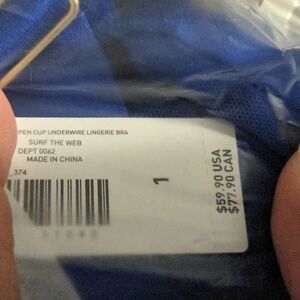 PEN CUP UNDERWIRE LINGERIE BRA
SURF THE WEB
DEPT 0062
MADE IN CHINA
374
1
$59.90 USA
$77.90 CAN